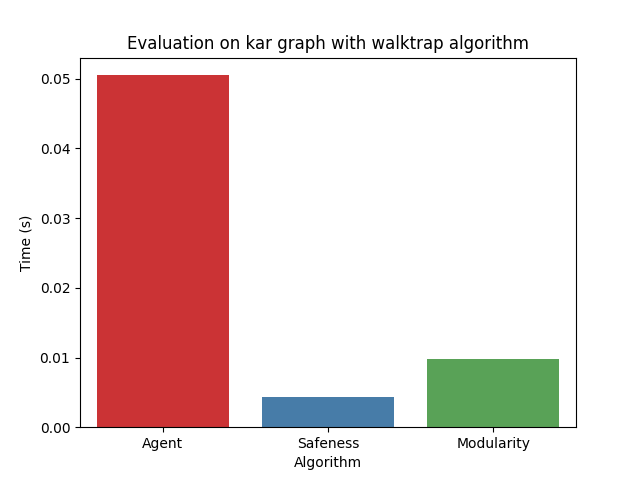 Evaluation on kar graph with walktrap algorithm
0.05
0.04
0.03
0.02
0.01
0.00
Time (s)
Agent
Safeness
Modularity
Algorithm